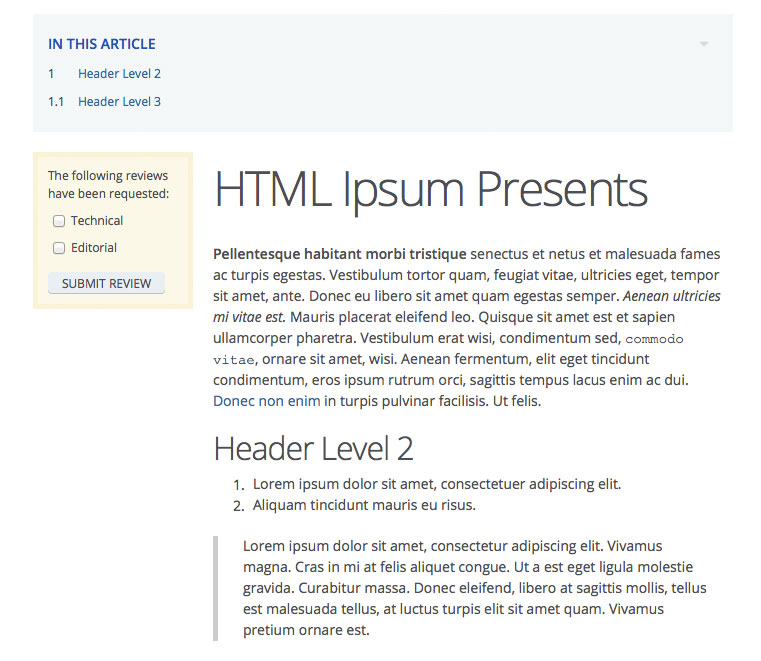 IN THIS ARTICLE
1 Header Level 2
1.1 Header Level 3
The following reviews
have been requested:
Technical
Editorial
SUBMIT REVIEW
HTML Ipsum Presents
Pellentesque habitant morbi tristique senectus et netus et malesuada fames
ac turpis egestas. Vestibulum tortor quam, feugiat vitae, ultricies eget, tempor
sit amet, ante. Donec eu libero sit amet quam egestas semper. Aenean ultricies
mi vitae est. Mauris placerat eleifend leo. Quisque sit amet est et sapien
ullamcorper pharetra. Vestibulum erat wisi, condimentum sed, commodo
vitae, ornare sit amet, wisi. Aenean fermentum, elit eget tincidunt
condimentum, eros ipsum rutrum orci, sagittis tempus lacus enim ac dui.
Donec non enim in turpis pulvinar facilisis. Ut felis.
Header Level 2
1. Lorem ipsum dolor sit amet, consectetuer adipiscing elit.
2. Aliquam tincidunt mauris eu risus.
Lorem ipsum dolor sit amet, consectetur adipiscing elit. Vivamus
magna. Cras in mi at felis aliquet congue. Ut a est eget ligula molestie
gravida. Curabitur massa. Donec eleifend, libero at sagittis mollis, tellus
est malesuada tellus, at luctus turpis elit sit amet quam. Vivamus
pretium ornare est.